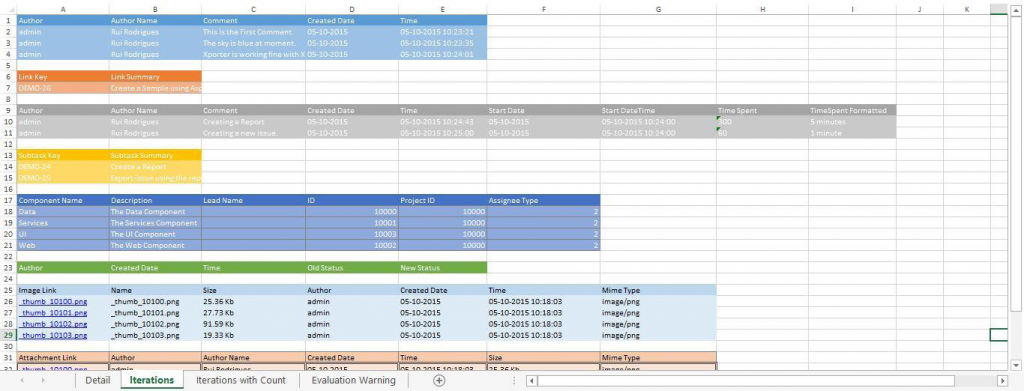 A B C D E F G H I J K
1 Author Author Name Comment Created Date Time
2 admin Rui Rodrigues This is the First Comment. 05-10-2015 05-10-2015 10:23:21
3 admin Rui Rodrigues The sky is blue at moment. 05-10-2015 05-10-2015 10:23:35
4 admin Rui Rodrigues Xporter is working fine with X 05-10-2015 05-10-2015 10:24:01
5
6 Link Key Link Summary
7 DEMO-26 Create a Sample using
8
9 Author Author Name Comment Created Date Time Start Date Start DateTime Time Spent TimeSpent Formatted
10 admin Rui Rodrigues Creating a Report 05-10-2015 05-10-2015 10:24:43 05-10-2015 05-10-2015 10:24:00 300 5 minutes
11 admin Rui Rodrigues Creating a new issue. 05-10-2015 05-10-2015 10:25:00 05-10-2015 05-10-2015 10:24:00 60 1 minute
12
13 Subtask Key Subtask Summary
14 DEMO-24 Create a Report
15 DEMO-25 Export issue using the
16
17 Component Name Description Lead Name ID Project ID Assignee Type
18 Data The Data Component 10000 10000 2
19 Services The Services Component 10001 10000 2
20 UI The UI Component 10003 10000 2
21 Web The Web Component 10002 10000 2
22
23 Author Created Date Time Old Status New Status
24
25 Image Link Name Size Author Created Date Time Mime Type
26 _thumb_10100.png _thumb_10100.png 25.36 Kb admin 05-10-2015 05-10-2015 10:18:03 image/png
27 _thumb_10101.png _thumb_10101.png 27.73 Kb admin 05-10-2015 05-10-2015 10:18:03 image/png
28 _thumb_10102.png _thumb_10102.png 91.59 Kb admin 05-10-2015 05-10-2015 10:18:03 image/png
29 _thumb_10103.png _thumb_10103.png 19.33 Kb admin 05-10-2015 05-10-2015 10:18:03 image/png
30
31 Attachment Link Author Author Name Created Date Time Size Mime Type
32 _thumb_10100.png admin Rui Rodrigues 05-10-2015 05-10-2015 10:18:03 25.36 Kb image/png
Detail Iterations Iterations with Count Evaluation Warning